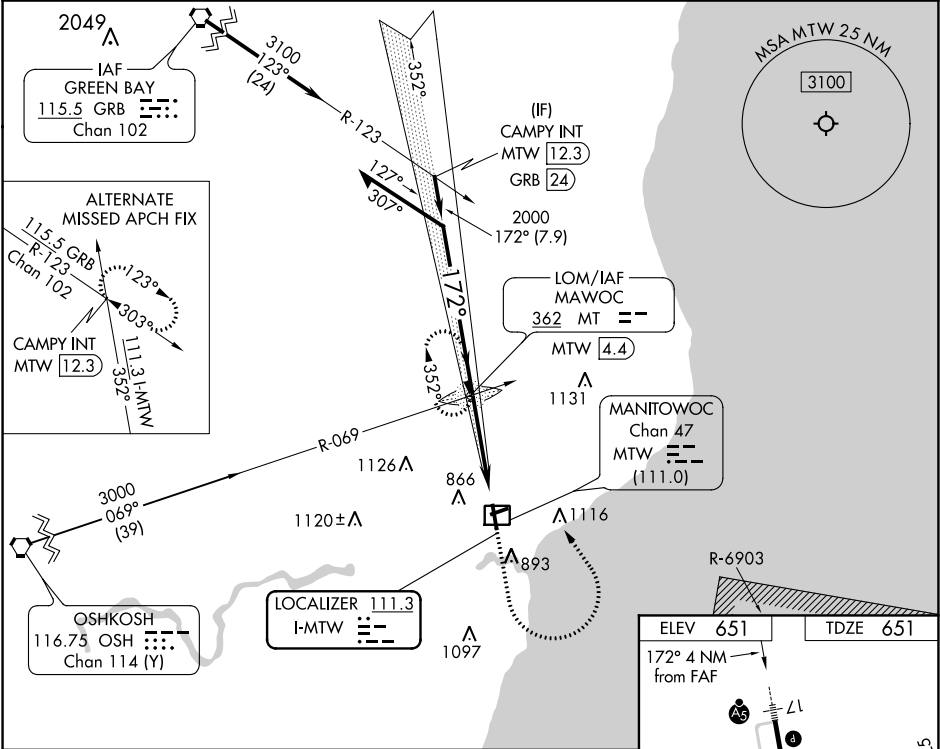 2049
IAF
GREEN BAY
115.5 GRB
Chan 102
3100
123°
(24)
R-123
352°
(IF)
CAMPY INT
MTW 12.3
GRB 24
MSA MTW 25 NM
3100
127°
307°
2000
172° (7.9)
172°
ALTERNATE
MISSED APCH FIX
115.5 GRB
R-123
Chan 102
123°
303°
CAMPY INT
MTW 12.3
111.3 I-MTW
352°
LOM/IAF
MAWOC
362 MT
MTW 4.4
352°
1131
MANITOWOC
Chan 47
MTW
(111.0)
R-069
1126
866
3000
069°
(39)
1120±
1116
893
OSHKOSH
116.75 OSH
Chan 114 (Y)
LOCALIZER 111.3
I-MTW
1097
R-6903
ELEV 651
TDZE 651
172° 4 NM
from FAF
A5
17
P
5